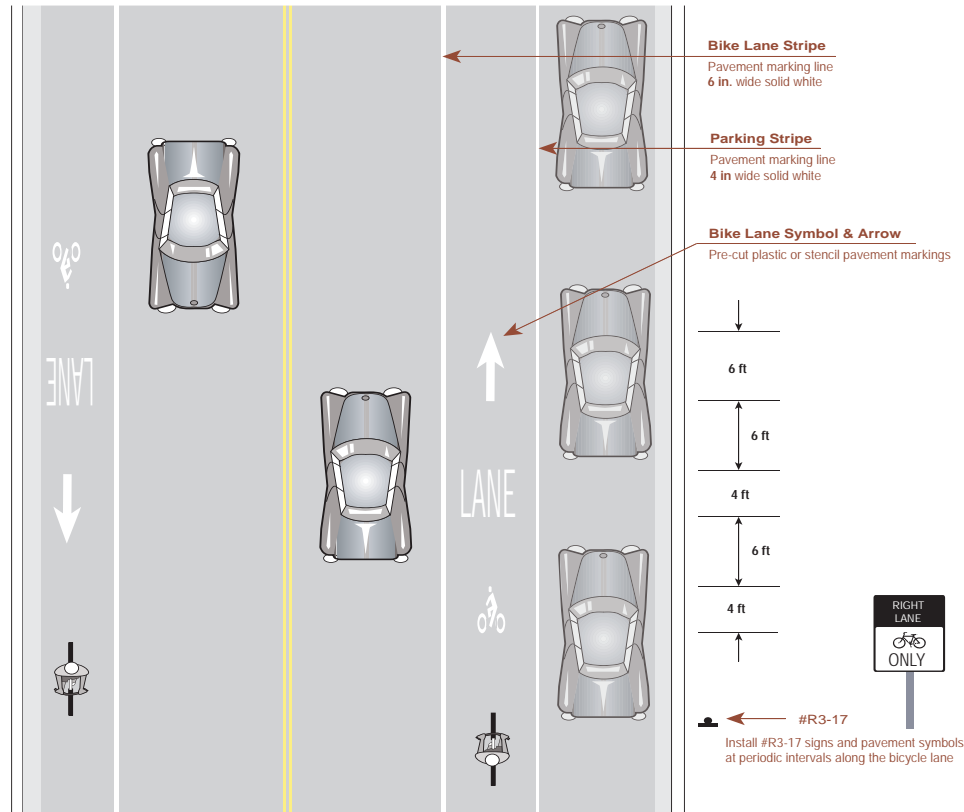 Bike Lane Stripe
Pavement marking line
6 in. wide solid white
Parking Stripe
Pavement marking line
4 in wide solid white
Bike Lane Symbol & Arrow
Pre-cut plastic or stencil pavement markings
LANE
LANE
6 ft
6 ft
4 ft
6 ft
4 ft
RIGHT
LANE
ONLY
#R3-17
Install #R3-17 signs and pavement symbols
at periodic intervals along the bicycle lane